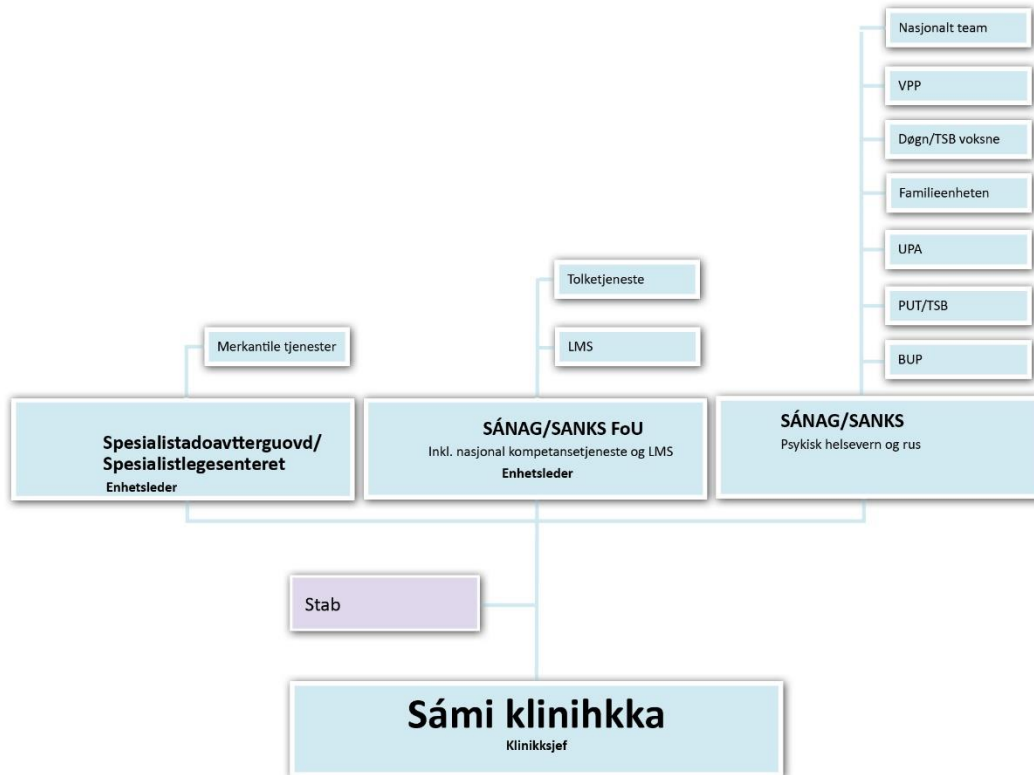 Nasjonalt team
VPP
Døgn/TSB voksne
Familieenheten
UPA
Tolketjeneste
PUT/TSB
Merkantile tjenester
LMS
BUP
Spesialistadoavtterguovd/
Spesialistlegesenteret
Enhetsleder
SÁNAG/SANKS FoU
Inkl. nasjonal kompetansetjeneste og LMS
Enhetsleder
SÁNAG/SANKS
Psykisk helsevern og rus
Stab
Sámi klinihkka
Klinikksjef